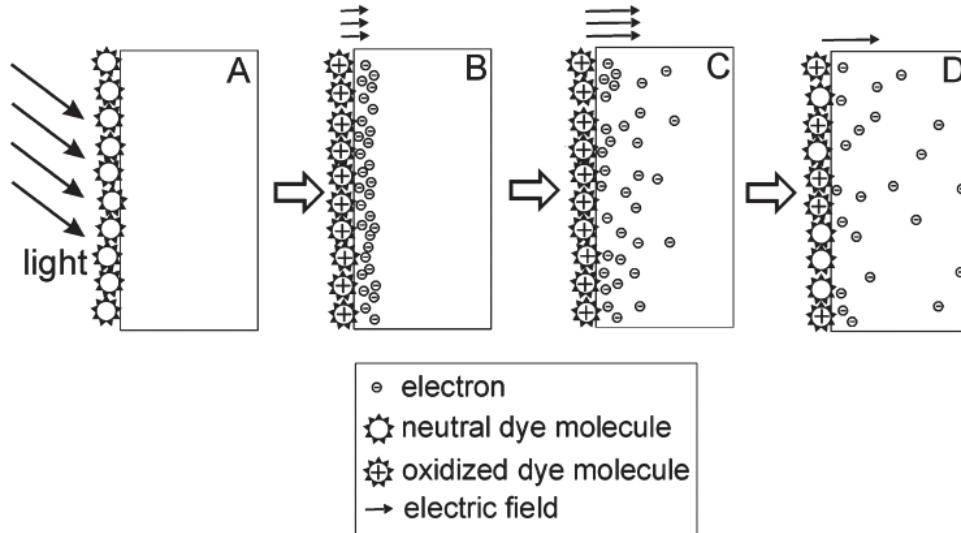 A
B
C
D
light
electron
neutral dye molecule
oxidized dye molecule
electric field